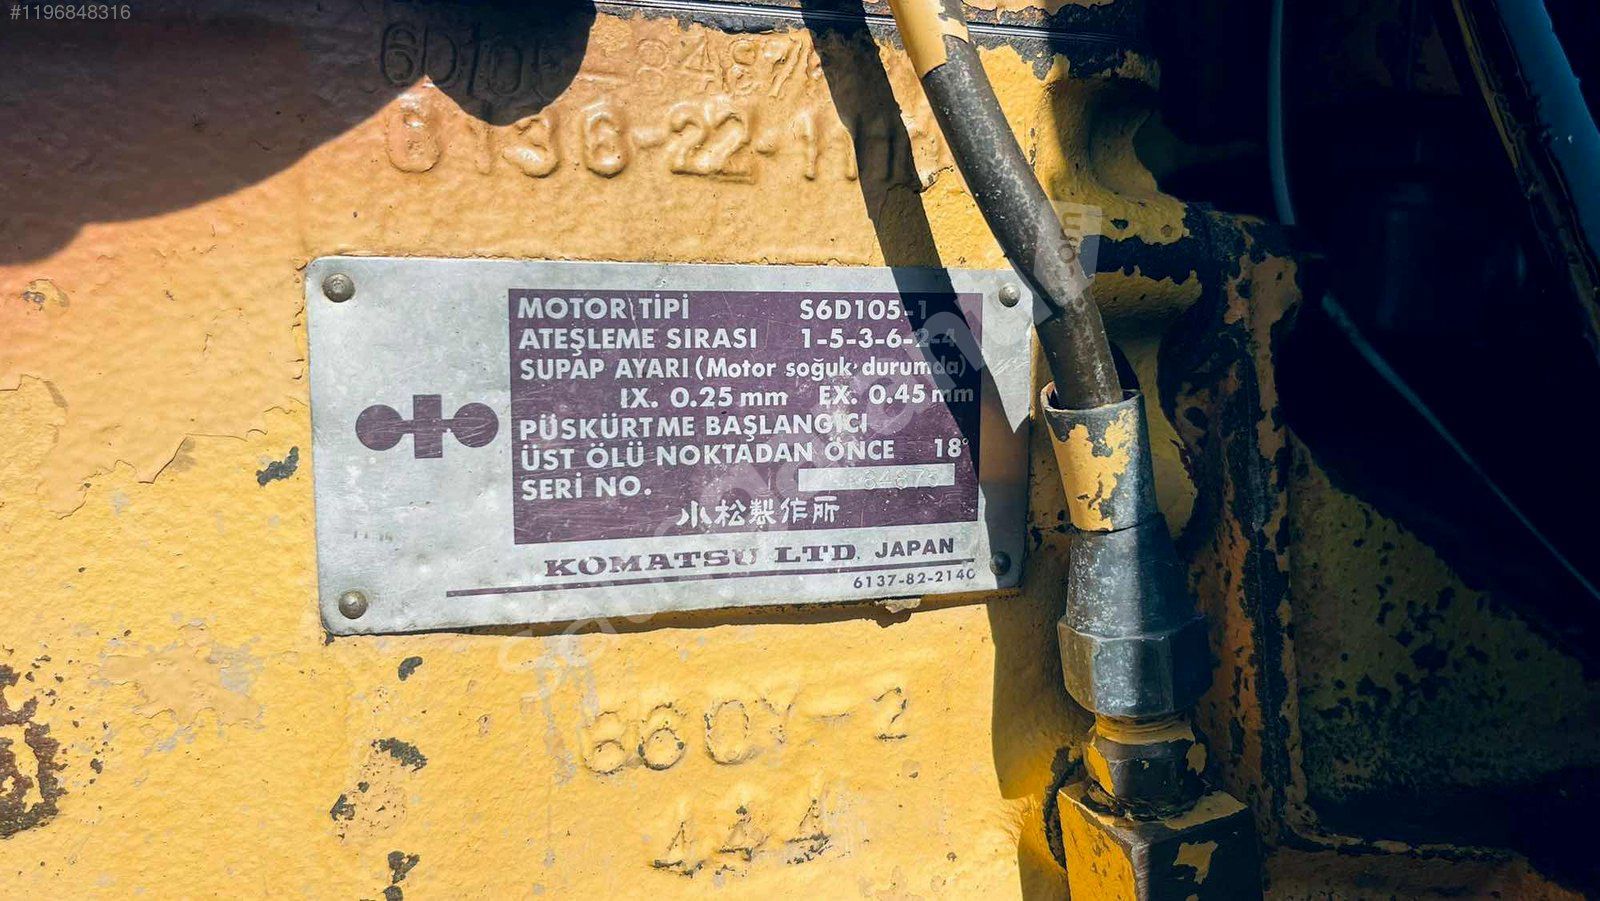 #1196848316
6136-22-111
MOTOR TİPİ S6D105-1
ATEŞLEME SIRASI 1-5-3-6-2-4
SUPAP AYARI (Motor soğuk durumda)
IX. 0.25 mm EX. 0.45 mm
PÜSKÜRTME BAŞLANGICI
ÜST ÖLÜ NOKTADAN ÖNCE 18°
SERİ NO.
小松製作所
KOMATSU LTD. JAPAN
6137-82-2140
660Y-2
444